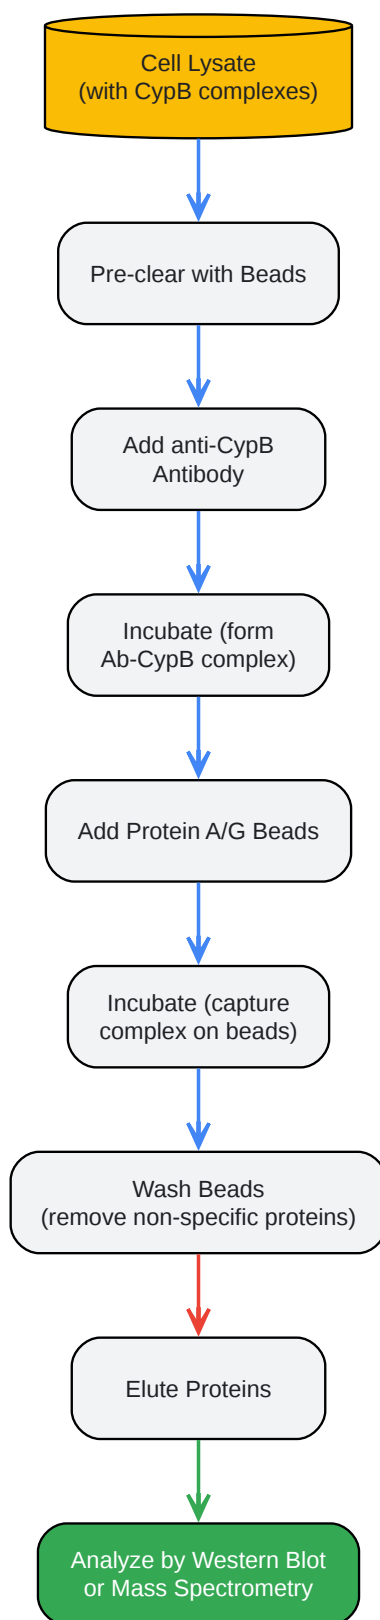 Cell Lysate
(with CypB complexes)
Pre-clear with Beads
Add anti-CypB
Antibody
Incubate (form
Ab-CypB complex)
Add Protein A/G Beads
Incubate (capture
complex on beads)
Wash Beads
(remove non-specific proteins)
Elute Proteins
Analyze by Western Blot
or Mass Spectrometry